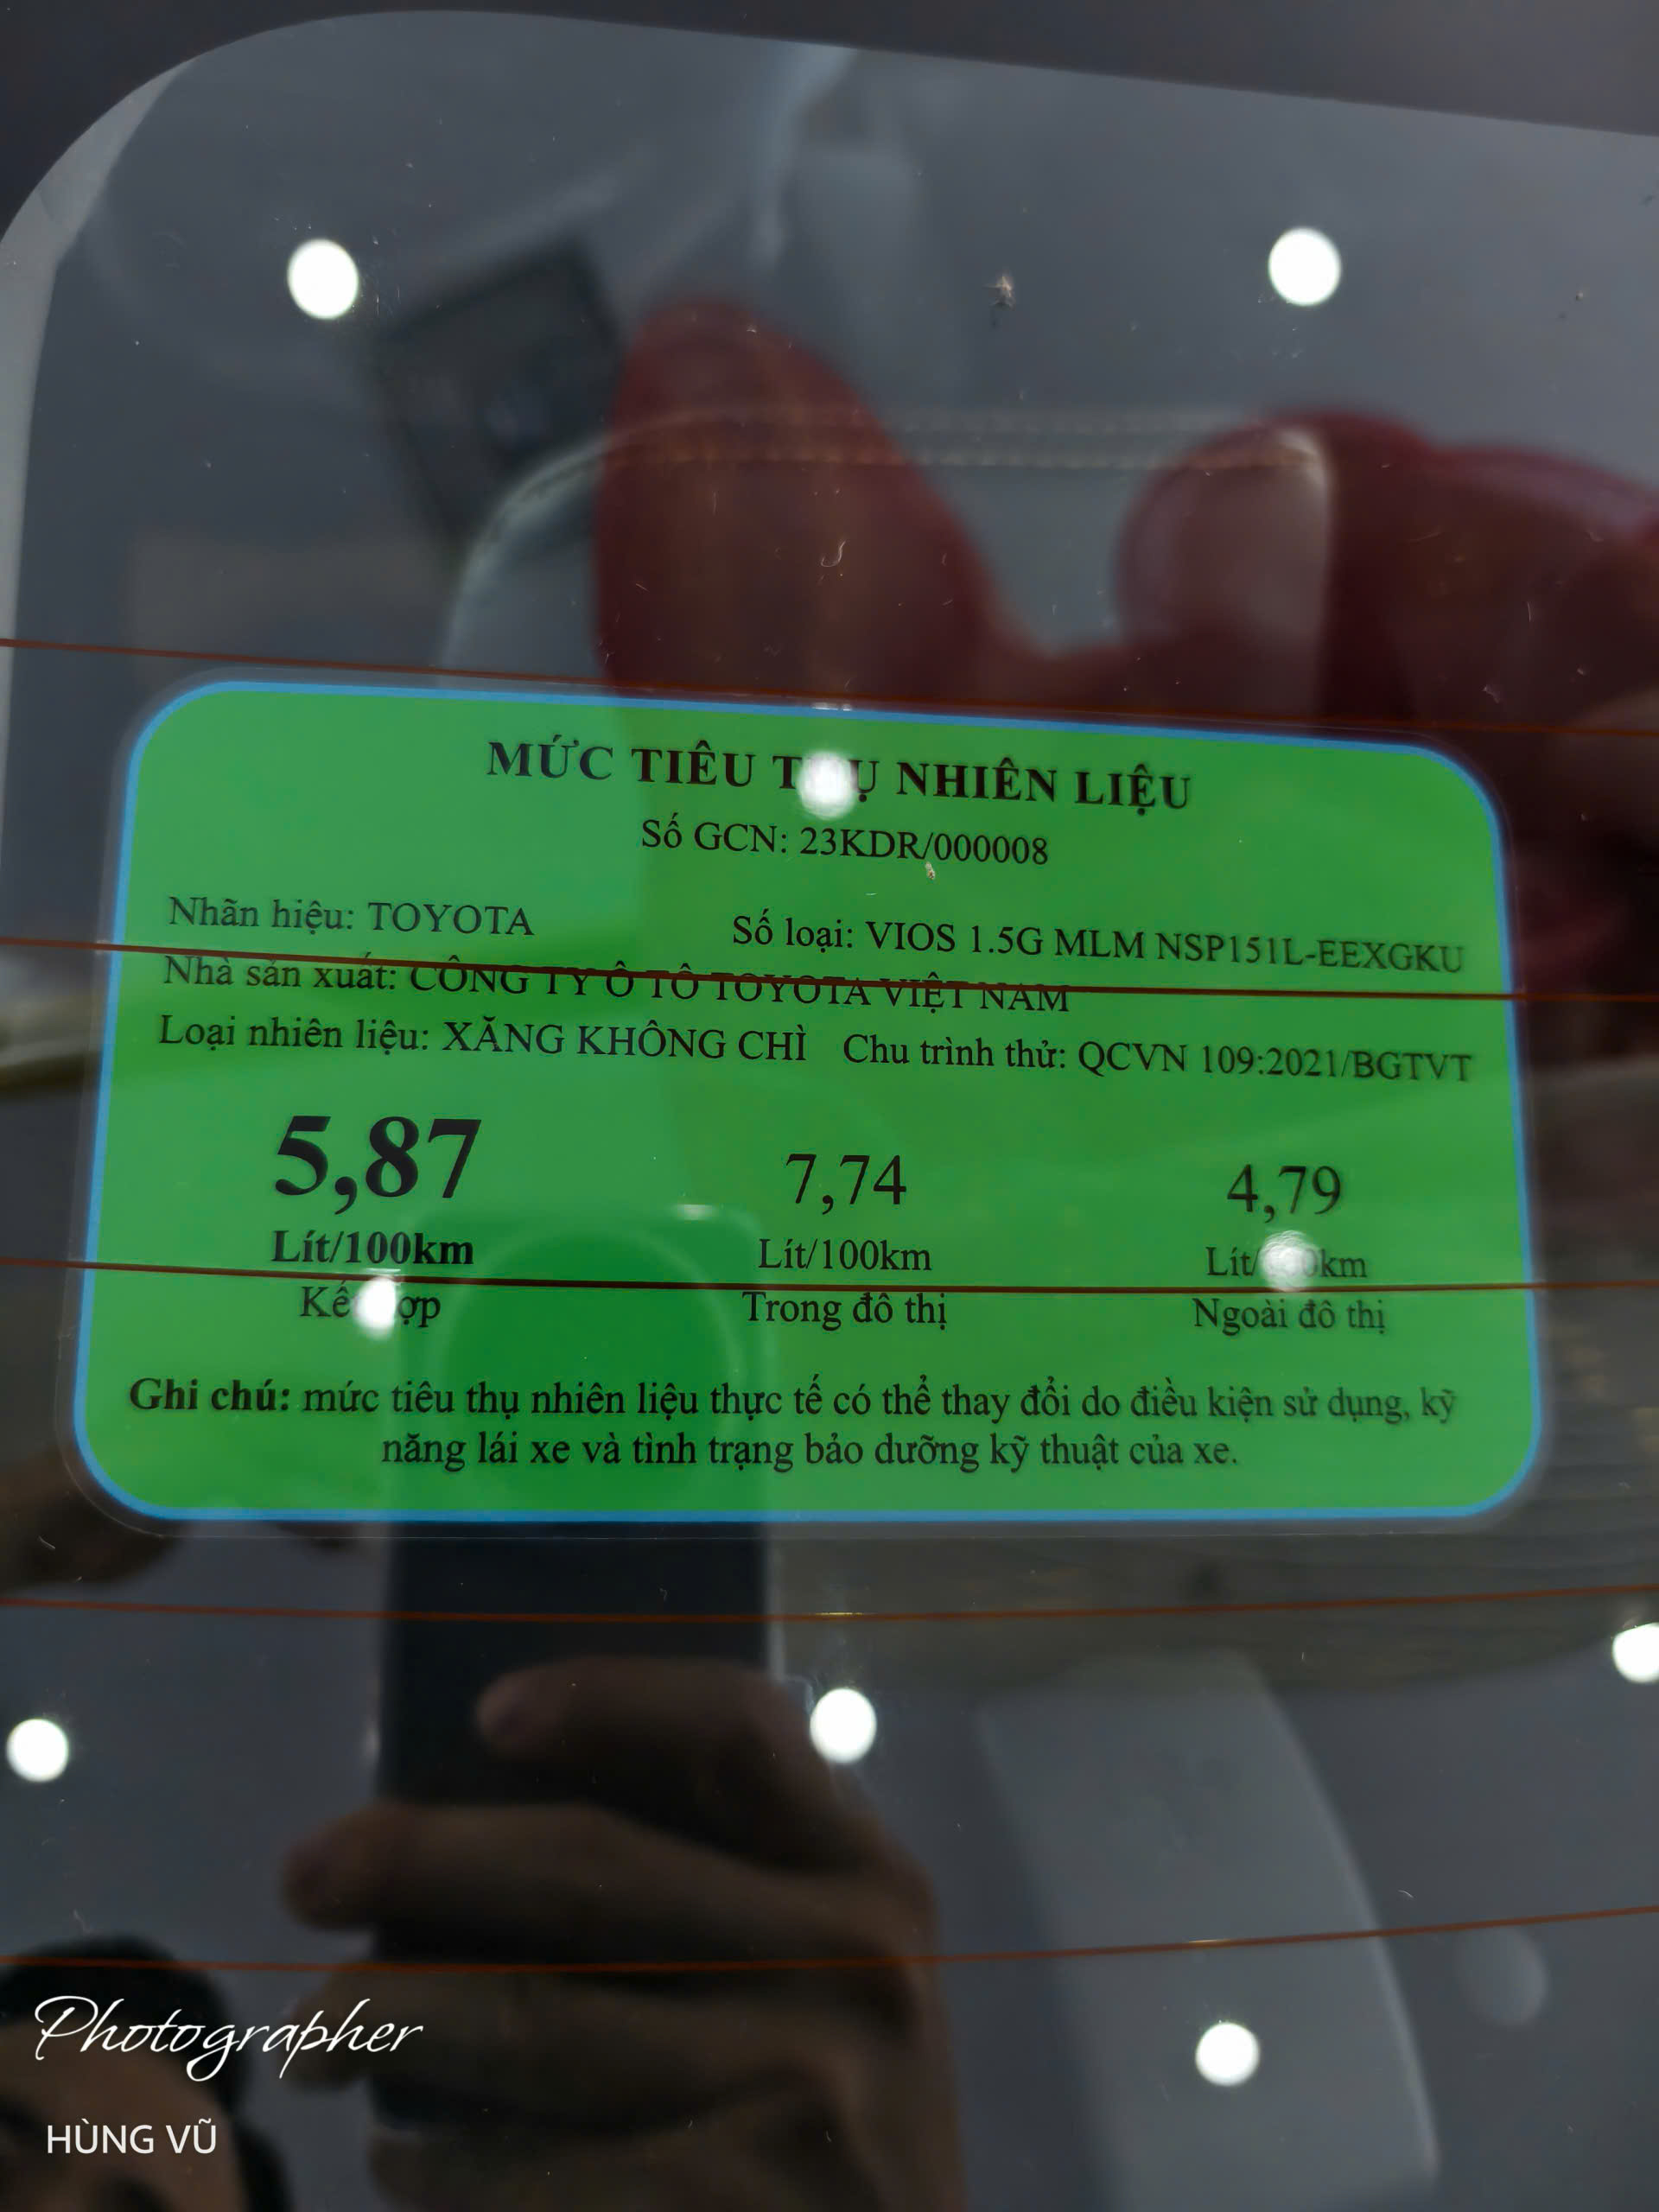 MỨC TIÊU THỤ NHIÊN LIỆU
Số GCN: 23KDR/000008
Nhãn hiệu: TOYOTA Số loại: VIOS 1.5G MLM NSP151L-EEXGKU
Nhà sản xuất: CÔNG TY Ô TÔ TOYOTA VIỆT NAM
Loại nhiên liệu: XĂNG KHÔNG CHÌ Chu trình thử: QCVN 109:2021/BGTVT
5,87 7,74 4,79
Lít/100km Lít/100km Lít/100km
Kết hợp Trong đô thị Ngoài đô thị
Ghi chú: mức tiêu thụ nhiên liệu thực tế có thể thay đổi do điều kiện sử dụng, kỹ
năng lái xe và tình trạng bảo dưỡng kỹ thuật của xe.
Photographer
HÙNG VŨ